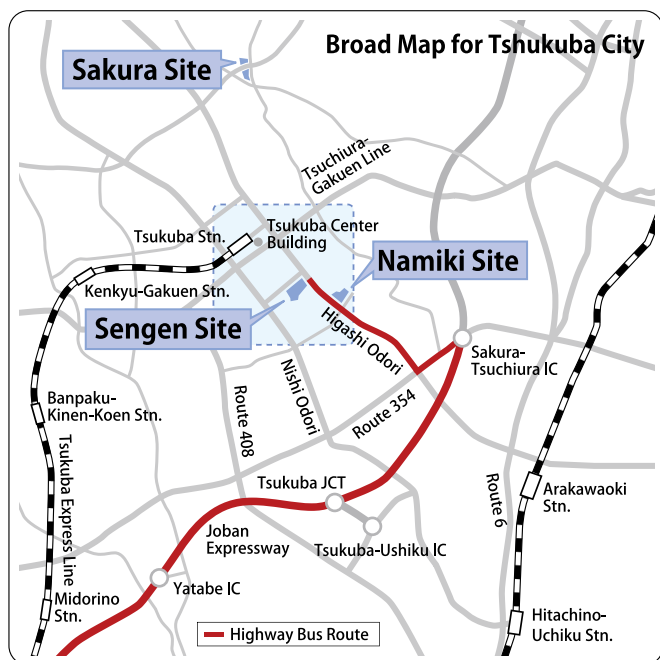 Broad Map for Tshukuba City
Sakura Site
Tsuchiura-
Gakuen Line
Tsukuba Stn.
Tsukuba Center
Building
Namiki Site
Kenkyu-Gakuen Stn.
Sengen Site
Higashi Odori
Sakura-
Tsuchiura IC
Banpaku-
Kinen-Koen Stn.
Nishi Odori
Route 408
Route 354
Tsukuba Express Line
Tsukuba JCT
Route 6
Arakawaoki
Stn.
Joban
Expressway
Tsukuba-Ushiku IC
Yatabe IC
Midorino
Stn.
Highway Bus Route
Hitachino-
Uchiku Stn.